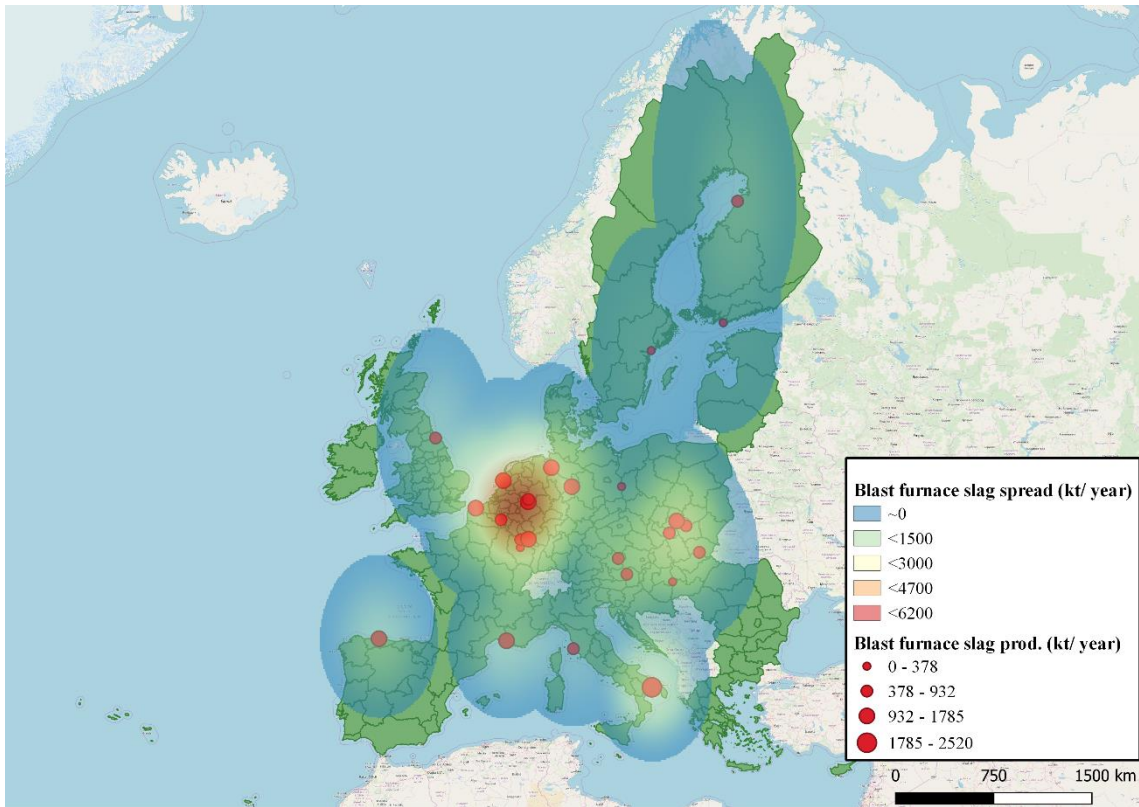 Blast furnace slag spread (kt/ year)
~0
<1500
<3000
<4700
<6200
Blast furnace slag prod. (kt/ year)
0 - 378
378 - 932
932 - 1785
1785 - 2520
0 750 1500 km